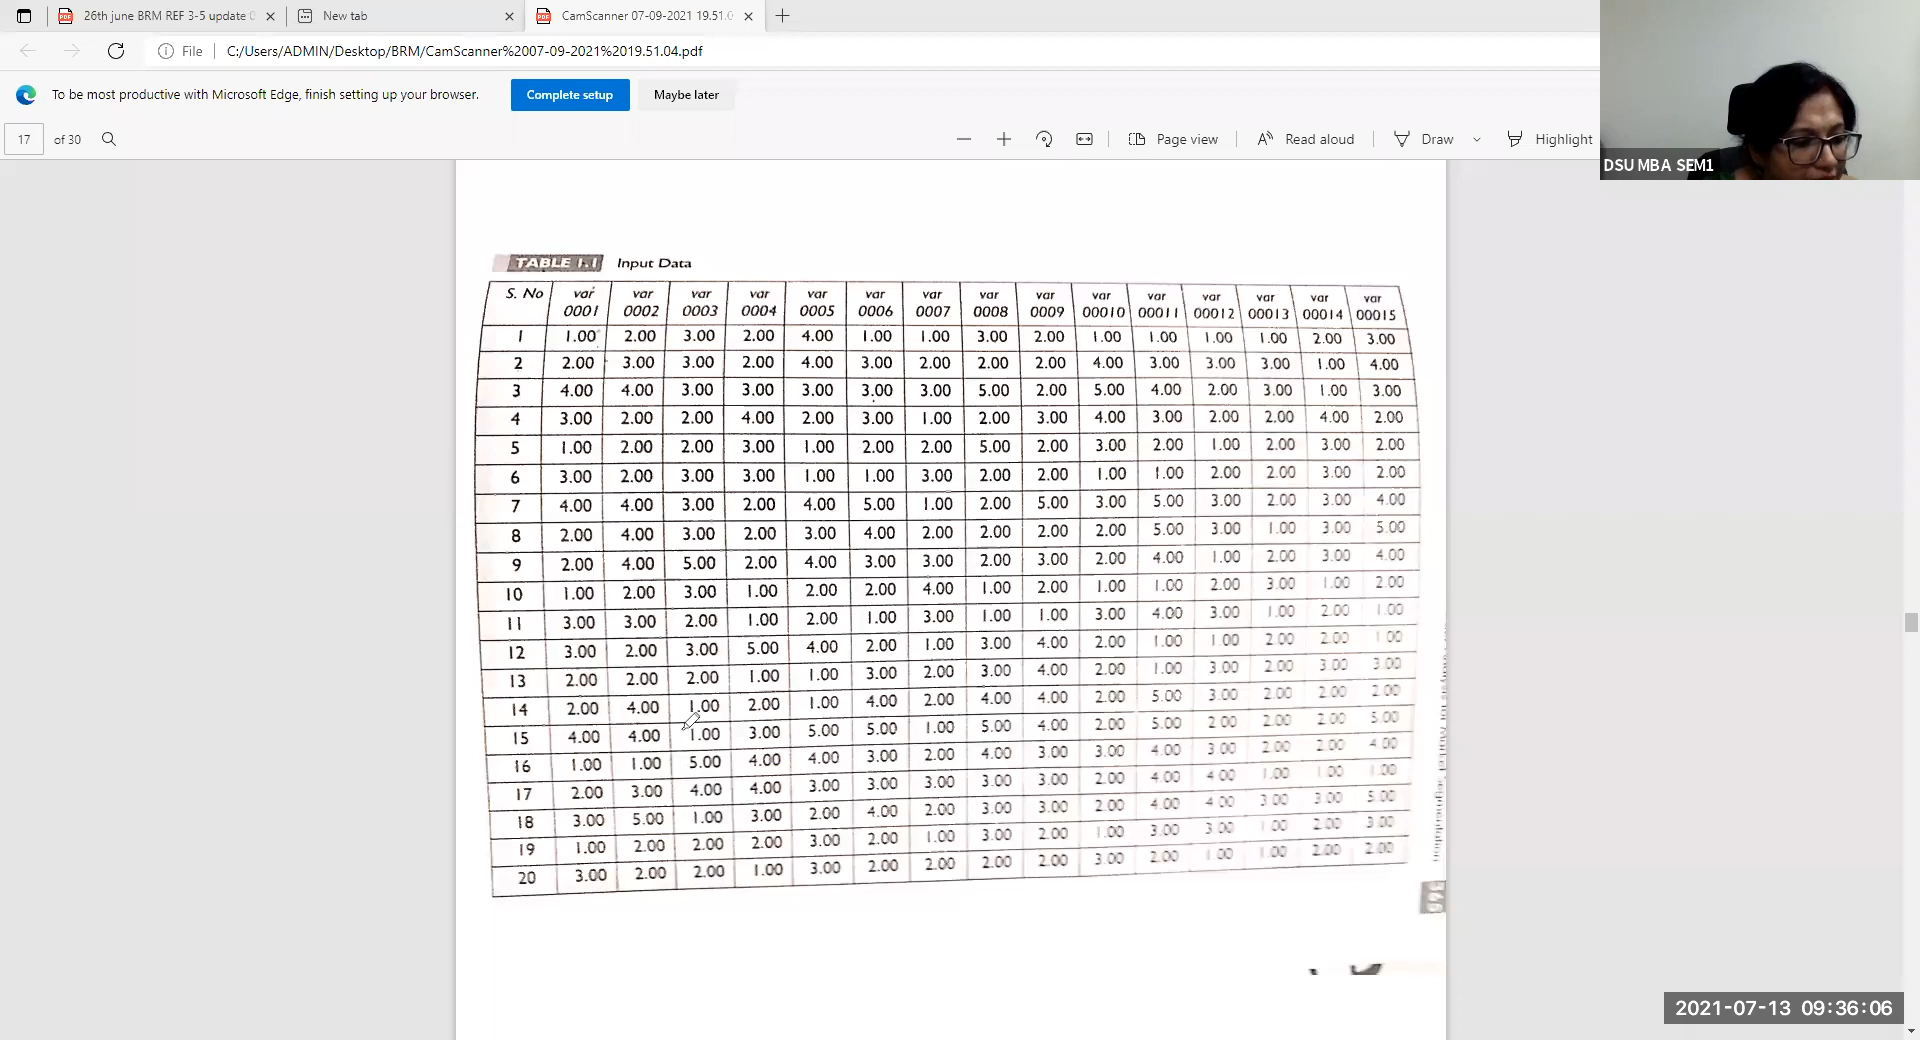 26th june BRM REF 3-5 update
New tab
CamScanner 07-09-2021 19.51.0
File
C:/Users/ADMIN/Desktop/BRM/CamScanner%2007-09-2021%2019.51.04.pdf
To be most productive with Microsoft Edge, finish setting up your browser.
Complete setup
Maybe later
17 of 30
Page view
Read aloud
Draw
Highlight
DSU MBA SEM1
TABLE 1.1 Input Data
S. No var 0001 var 0002 var 0003 var 0004 var 0005 var 0006 var 0007 var 0008 var 0009 var 00010 var 00011 var 00012 var 00013 var 00014 var 00015
1 1.00 2.00 3.00 2.00 4.00 1.00 1.00 3.00 2.00 1.00 1.00 1.00 1.00 2.00 3.00
2 2.00 3.00 3.00 2.00 4.00 3.00 2.00 2.00 2.00 4.00 3.00 3.00 3.00 1.00 4.00
3 4.00 4.00 3.00 3.00 3.00 3.00 3.00 5.00 2.00 5.00 4.00 2.00 3.00 1.00 3.00
4 3.00 2.00 2.00 4.00 2.00 3.00 1.00 2.00 3.00 4.00 3.00 2.00 2.00 4.00 2.00
5 1.00 2.00 2.00 3.00 1.00 2.00 2.00 5.00 2.00 3.00 2.00 1.00 2.00 3.00 2.00
6 3.00 2.00 3.00 3.00 1.00 1.00 3.00 2.00 2.00 1.00 1.00 2.00 2.00 3.00 2.00
7 4.00 4.00 3.00 2.00 4.00 5.00 1.00 2.00 5.00 3.00 5.00 3.00 2.00 3.00 4.00
8 2.00 4.00 3.00 2.00 3.00 4.00 2.00 2.00 2.00 2.00 5.00 3.00 1.00 3.00 5.00
9 2.00 4.00 5.00 2.00 4.00 3.00 3.00 2.00 3.00 2.00 4.00 1.00 2.00 3.00 4.00
10 1.00 2.00 3.00 1.00 2.00 2.00 4.00 1.00 2.00 1.00 1.00 2.00 3.00 1.00 2.00
11 3.00 3.00 2.00 1.00 2.00 1.00 3.00 1.00 1.00 3.00 4.00 3.00 1.00 2.00 1.00
12 3.00 2.00 3.00 5.00 4.00 2.00 1.00 3.00 4.00 2.00 1.00 1.00 2.00 2.00 1.00
13 2.00 2.00 2.00 1.00 1.00 3.00 2.00 3.00 4.00 2.00 1.00 3.00 2.00 3.00 3.00
14 2.00 4.00 1.00 2.00 1.00 4.00 2.00 4.00 4.00 2.00 5.00 3.00 2.00 2.00 2.00
15 4.00 4.00 1.00 3.00 5.00 5.00 1.00 5.00 4.00 2.00 5.00 2.00 2.00 2.00 5.00
16 1.00 1.00 5.00 4.00 4.00 3.00 2.00 4.00 3.00 3.00 4.00 3.00 2.00 2.00 4.00
17 2.00 3.00 4.00 4.00 3.00 3.00 3.00 3.00 3.00 2.00 4.00 4.00 1.00 1.00 1.00
18 3.00 5.00 1.00 3.00 2.00 4.00 2.00 3.00 3.00 2.00 4.00 4.00 3.00 3.00 5.00
19 1.00 2.00 2.00 2.00 3.00 2.00 1.00 3.00 2.00 1.00 3.00 3.00 1.00 2.00 3.00
20 3.00 2.00 2.00 1.00 3.00 2.00 2.00 2.00 2.00 3.00 2.00 1.00 1.00 2.00 2.00
2021-07-13 09:36:06